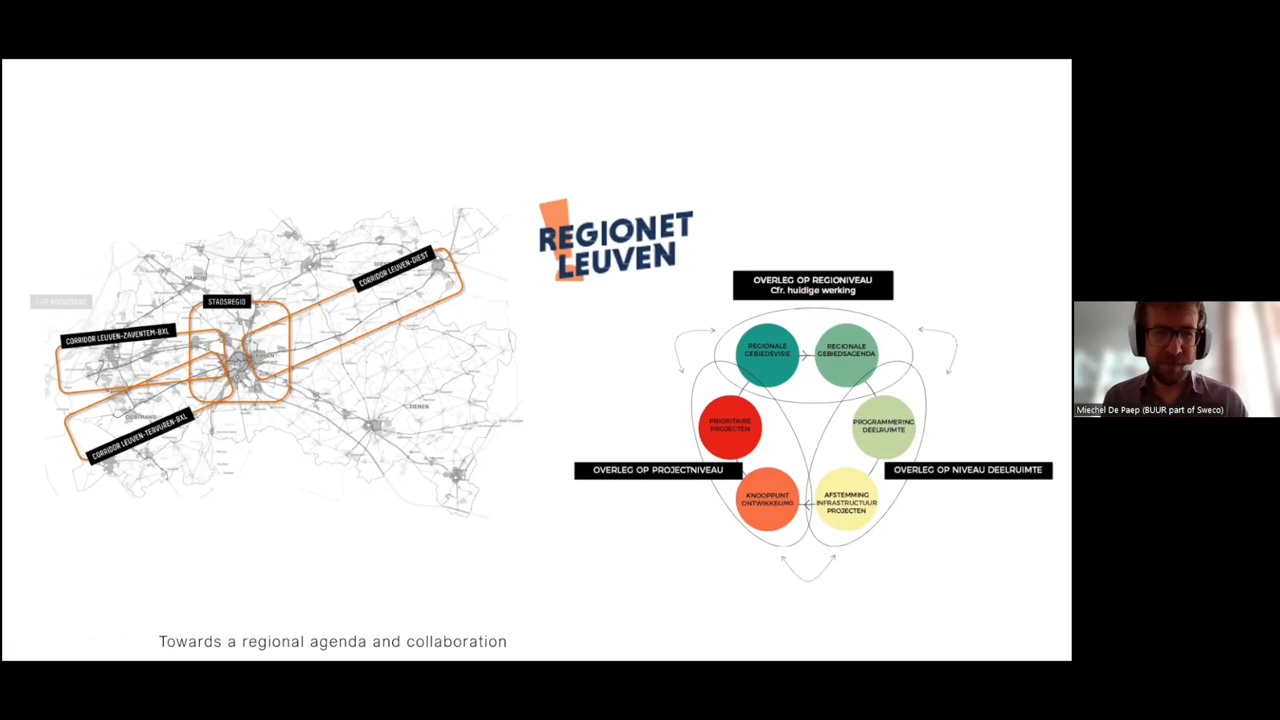 REGIONET
LEUVEN
CORRIDOR LEUVEN-DIEST
STADSREGIO
CORRIDOR LEUVEN-ZAVENTEM-BXL
CORRIDOR LEUVEN-TERVUREN-BXL
TIENEN
OVERLEG OP REGIONIVEAU
Cfr. huidige werking
REGIONALE
GEBIEDSVISIE
REGIONALE
GEBIEDSAGENDA
PRIORITAIRE
PROJECTEN
PROGRAMMERING
DEELRUIMTE
OVERLEG OP PROJECTNIVEAU
OVERLEG OP NIVEAU DEELRUIMTE
KNOOPPUNT
ONTWIKKELING
AFSTEMMING
INFRASTRUCTUUR
PROJECTEN
Towards a regional agenda and collaboration
Miechel De Paep (BUUR part of Sweco)